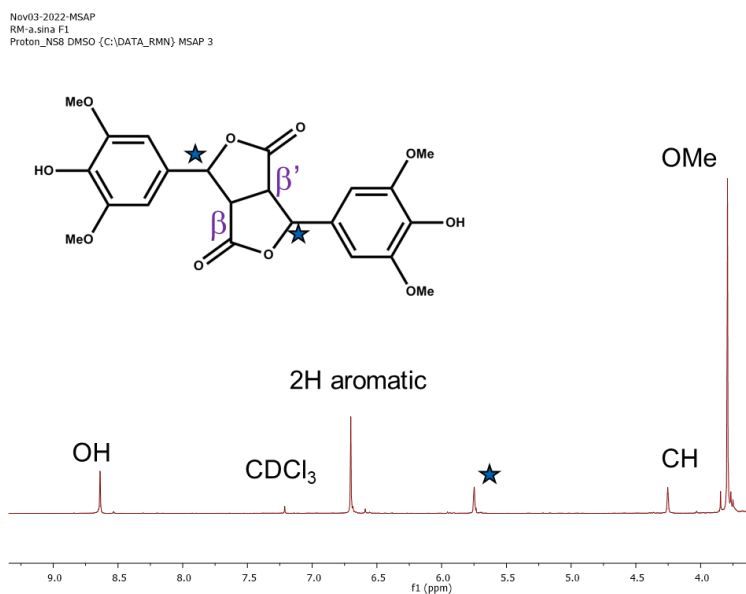 Nov03-2022-MSAP
RM-a.sina F1
Proton_NS8 DMSO {C:\DATA_RMN} MSAP 3
MeO
O
O
HO
β'
OMe
OMe
β
OH
MeO
O
O
OMe
2H aromatic
OH
CDCl₃
CH
9.0 8.5 8.0 7.5 7.0 6.5 6.0 5.5 5.0 4.5 4.0
f1 (ppm)